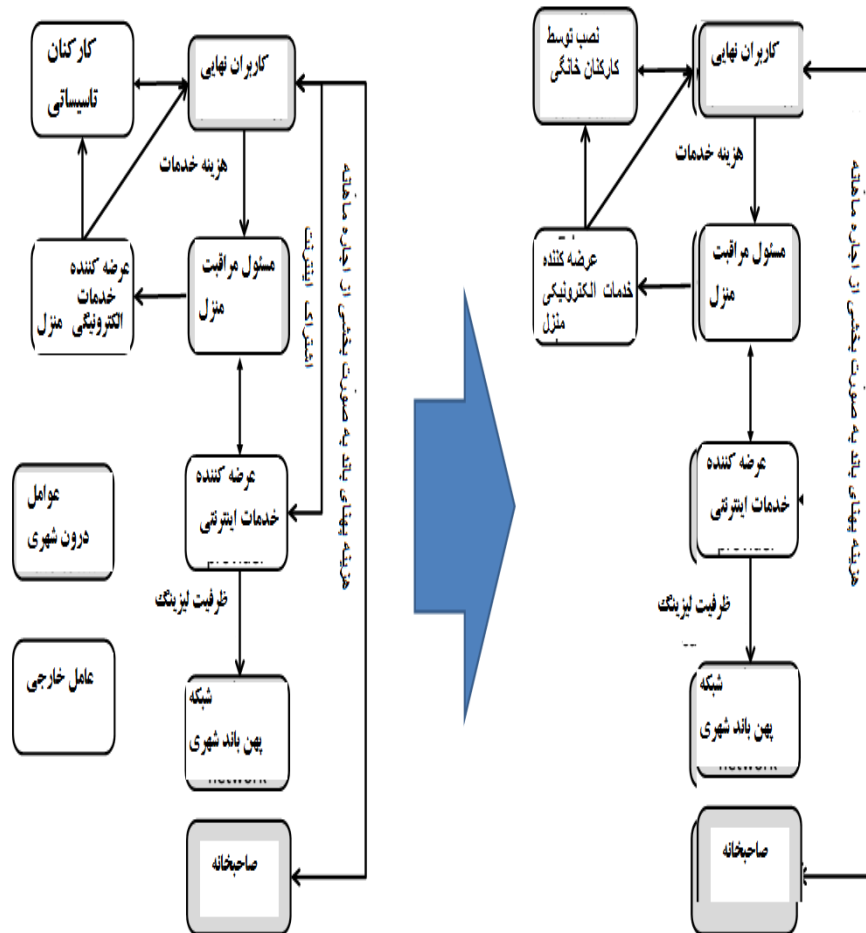 کارکنان
تاسیساتی
کاربران نهایی
هزینه خدمات
عرضه کننده
خدمات
الکترونیگی منزل
مسئول مراقبت
منزل
اشتراک اینترنت
هزینه پهنای باند به صورت بخشی از اجاره ماهانه
عرضه کننده
خدمات اینترنتی
ظرفیت لیزینگ
شبکه
پهن باند شهری
network
صاحبخانه
عوامل
درون شهری
عامل خارجی
نصب توسط
کارکنان خانگی
کاربران نهایی
هزینه خدمات
عرضه کننده
خدمات الکترونیکی
منزل
مسئول مراقبت
منزل
هزینه پهنای باند به صورت بخشی از اجاره ماهانه
عرضه کننده
خدمات اینترنتی
ظرفیت لیزینگ
شبکه
پهن باند شهری
network
صاحبخانه